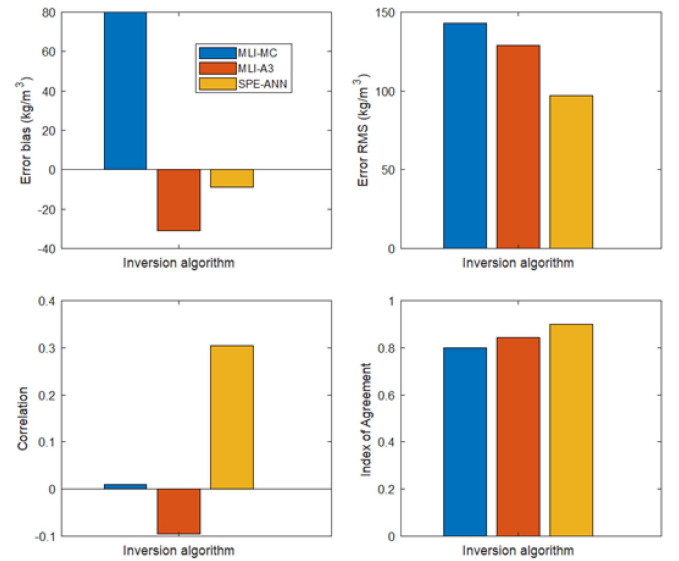 80
60
40
20
0
-20
-40
Error bias (kg/m³)
MLI-MC
MLI-A3
SPE-ANN
Inversion algorithm
150
100
50
0
Error RMS (kg/m³)
Inversion algorithm
0.4
0.3
0.2
0.1
0
-0.1
Correlation
Inversion algorithm
1
0.8
0.6
0.4
0.2
0
Index of Agreement
Inversion algorithm